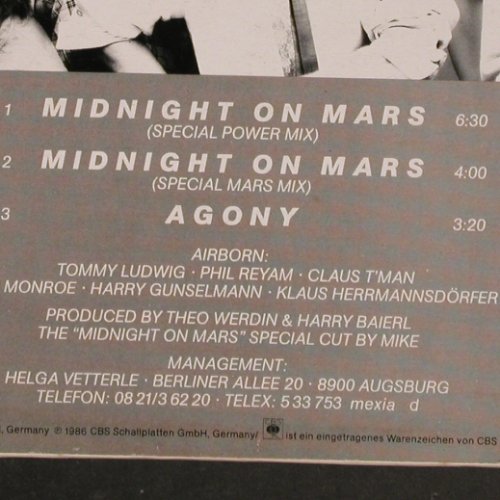 1 MIDNIGHT ON MARS 6:30
(SPECIAL POWER MIX)
2 MIDNIGHT ON MARS 4:00
(SPECIAL MARS MIX)
3 AGONY 3:20
AIRBORN:
TOMMY LUDWIG · PHIL REYAM · CLAUS T'MAN
MONROE · HARRY GUNSELMANN · KLAUS HERRMANNSDÖRFER
PRODUCED BY THEO WERDIN & HARRY BAIERL
THE "MIDNIGHT ON MARS" SPECIAL CUT BY MIKE
MANAGEMENT:
HELGA VETTERLE · BERLINER ALLEE 20 · 8900 AUGSBURG
TELEFON: 08 21/3 62 20 · TELEX: 5 33 753 mexia d
, Germany ℗ 1986 CBS Schallplatten GmbH, Germany/ ist ein eingetragenes Warenzeichen von CBS